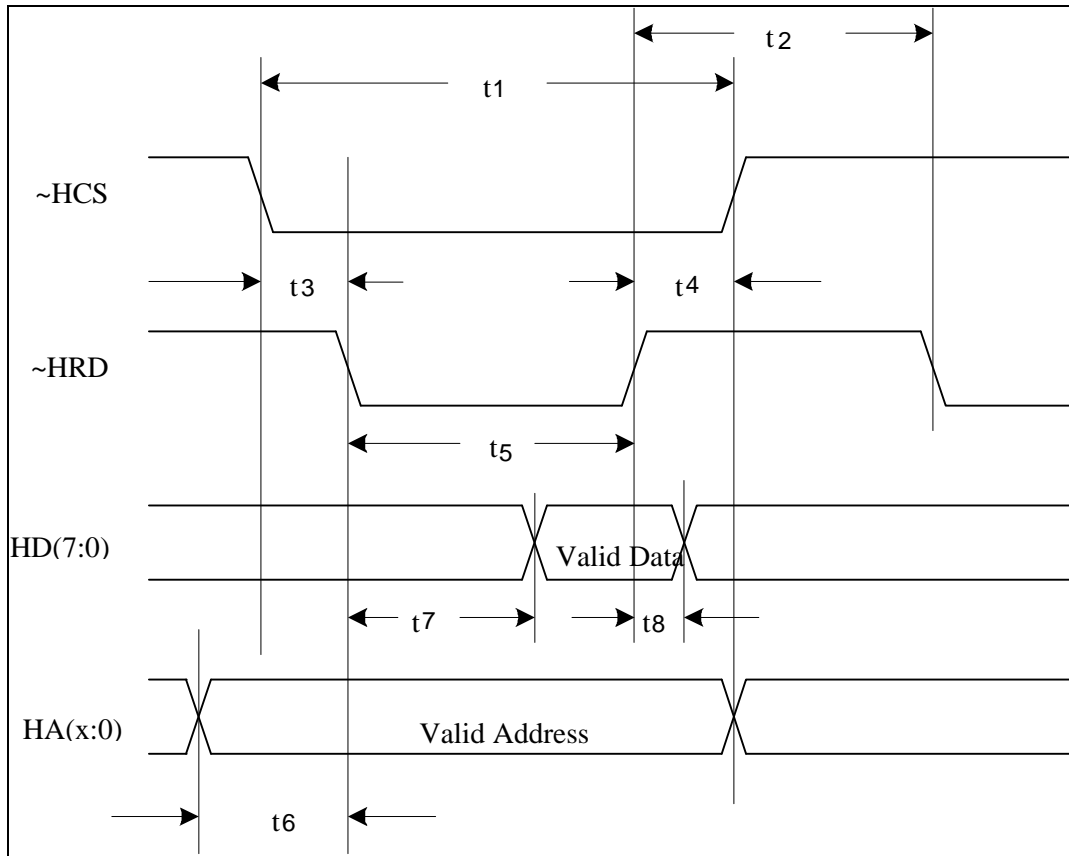 t2
t1
~HCS
t3
t4
~HRD
t5
HD(7:0)
Valid Data
t7
t8
HA(x:0)
Valid Address
t6